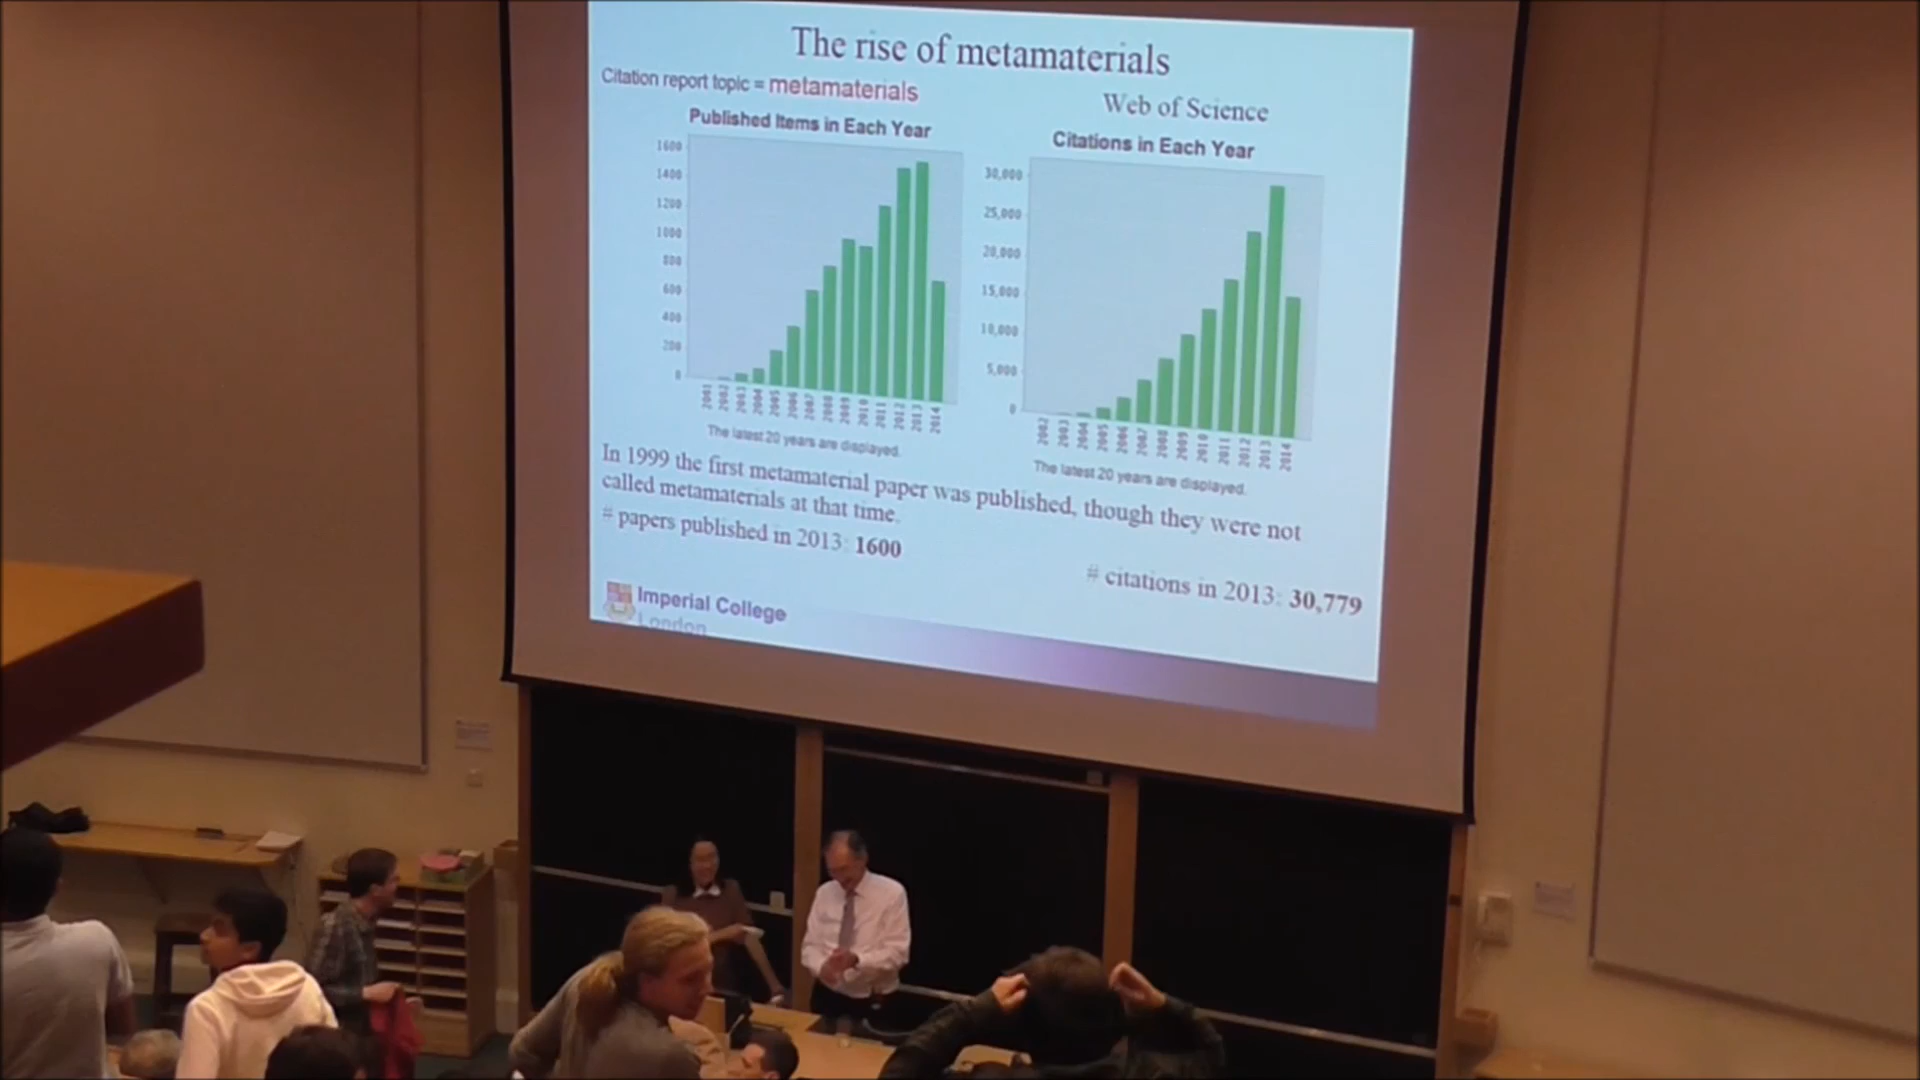 The rise of metamaterials
Citation report topic = metamaterials
Web of Science
Published Items in Each Year
1600
1400
1200
1000
800
600
400
200
0
2001 2002 2003 2004 2005 2006 2007 2008 2009 2010 2011 2012 2013 2014
The latest 20 years are displayed.
Citations in Each Year
30,000
25,000
20,000
15,000
10,000
5,000
0
2002 2003 2004 2005 2006 2007 2008 2009 2010 2011 2012 2013 2014
The latest 20 years are displayed.
In 1999 the first metamaterial paper was published, though they were not
called metamaterials at that time.
# papers published in 2013: 1600
# citations in 2013: 30,779
Imperial College
London